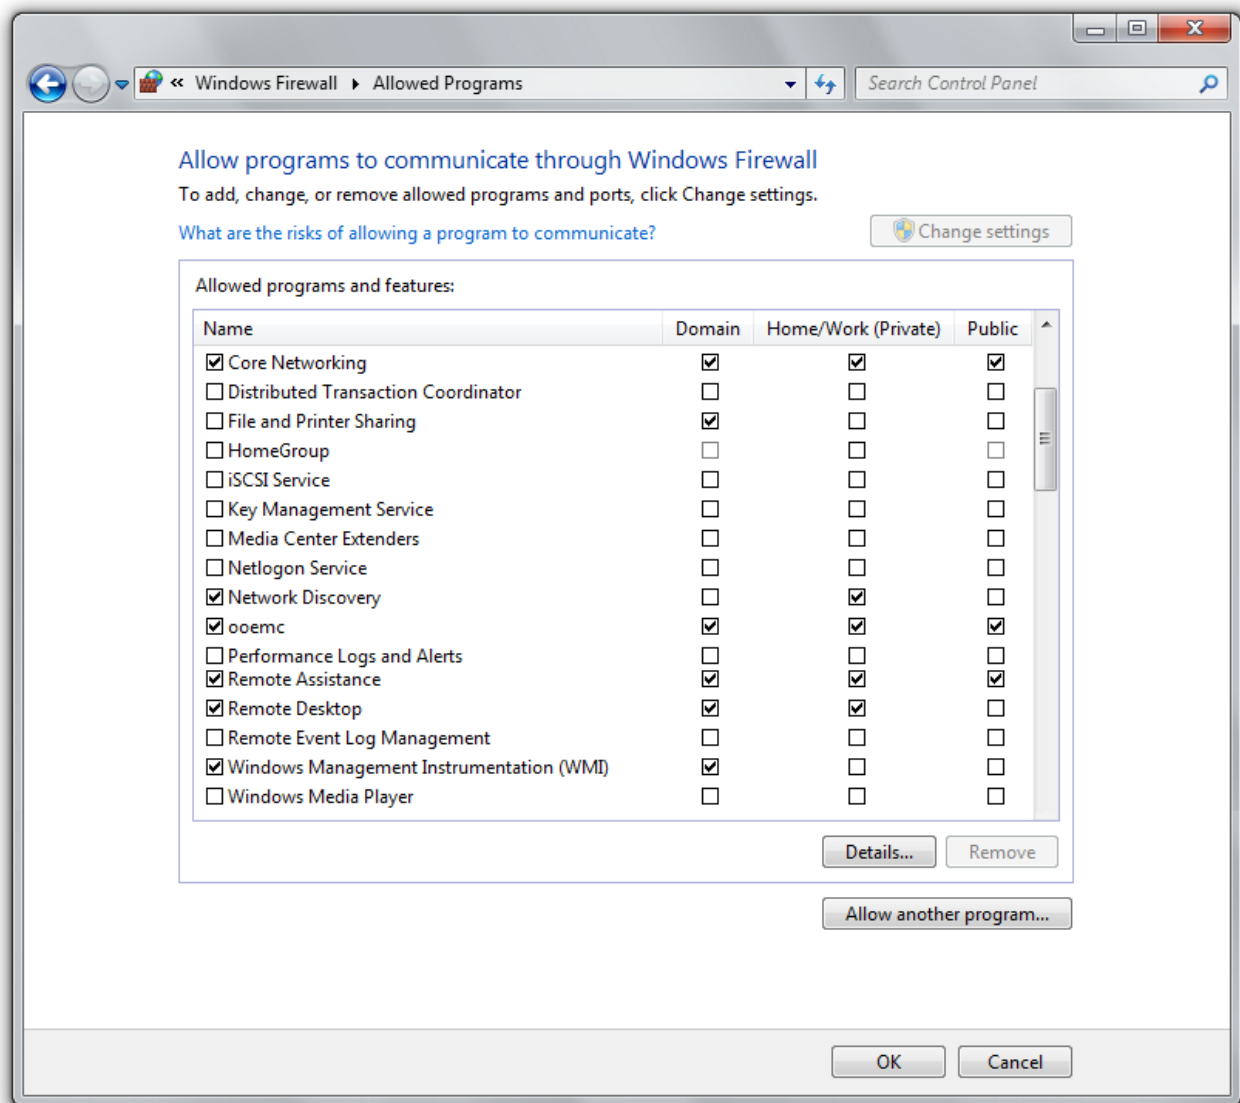 « Windows Firewall ▸ Allowed Programs Search Control Panel
Allow programs to communicate through Windows Firewall
To add, change, or remove allowed programs and ports, click Change settings.
What are the risks of allowing a program to communicate? Change settings
Allowed programs and features:
Name Domain Home/Work (Private) Public
Core Networking
Distributed Transaction Coordinator
File and Printer Sharing
HomeGroup
iSCSI Service
Key Management Service
Media Center Extenders
Netlogon Service
Network Discovery
ooemc
Performance Logs and Alerts
Remote Assistance
Remote Desktop
Remote Event Log Management
Windows Management Instrumentation (WMI)
Windows Media Player
Details... Remove
Allow another program...
OK Cancel